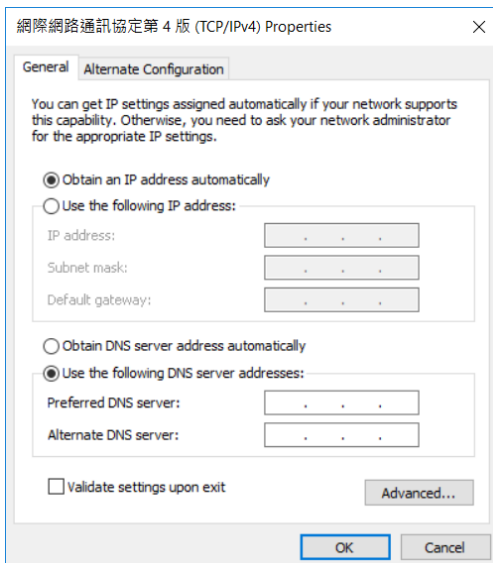 網際網路通訊協定第 4 版 (TCP/IPv4) Properties
General
Alternate Configuration
You can get IP settings assigned automatically if your network supports
this capability. Otherwise, you need to ask your network administrator
for the appropriate IP settings.
Obtain an IP address automatically
Use the following IP address:
IP address:
Subnet mask:
Default gateway:
Obtain DNS server address automatically
Use the following DNS server addresses:
Preferred DNS server:
Alternate DNS server:
Validate settings upon exit
Advanced...
OK
Cancel